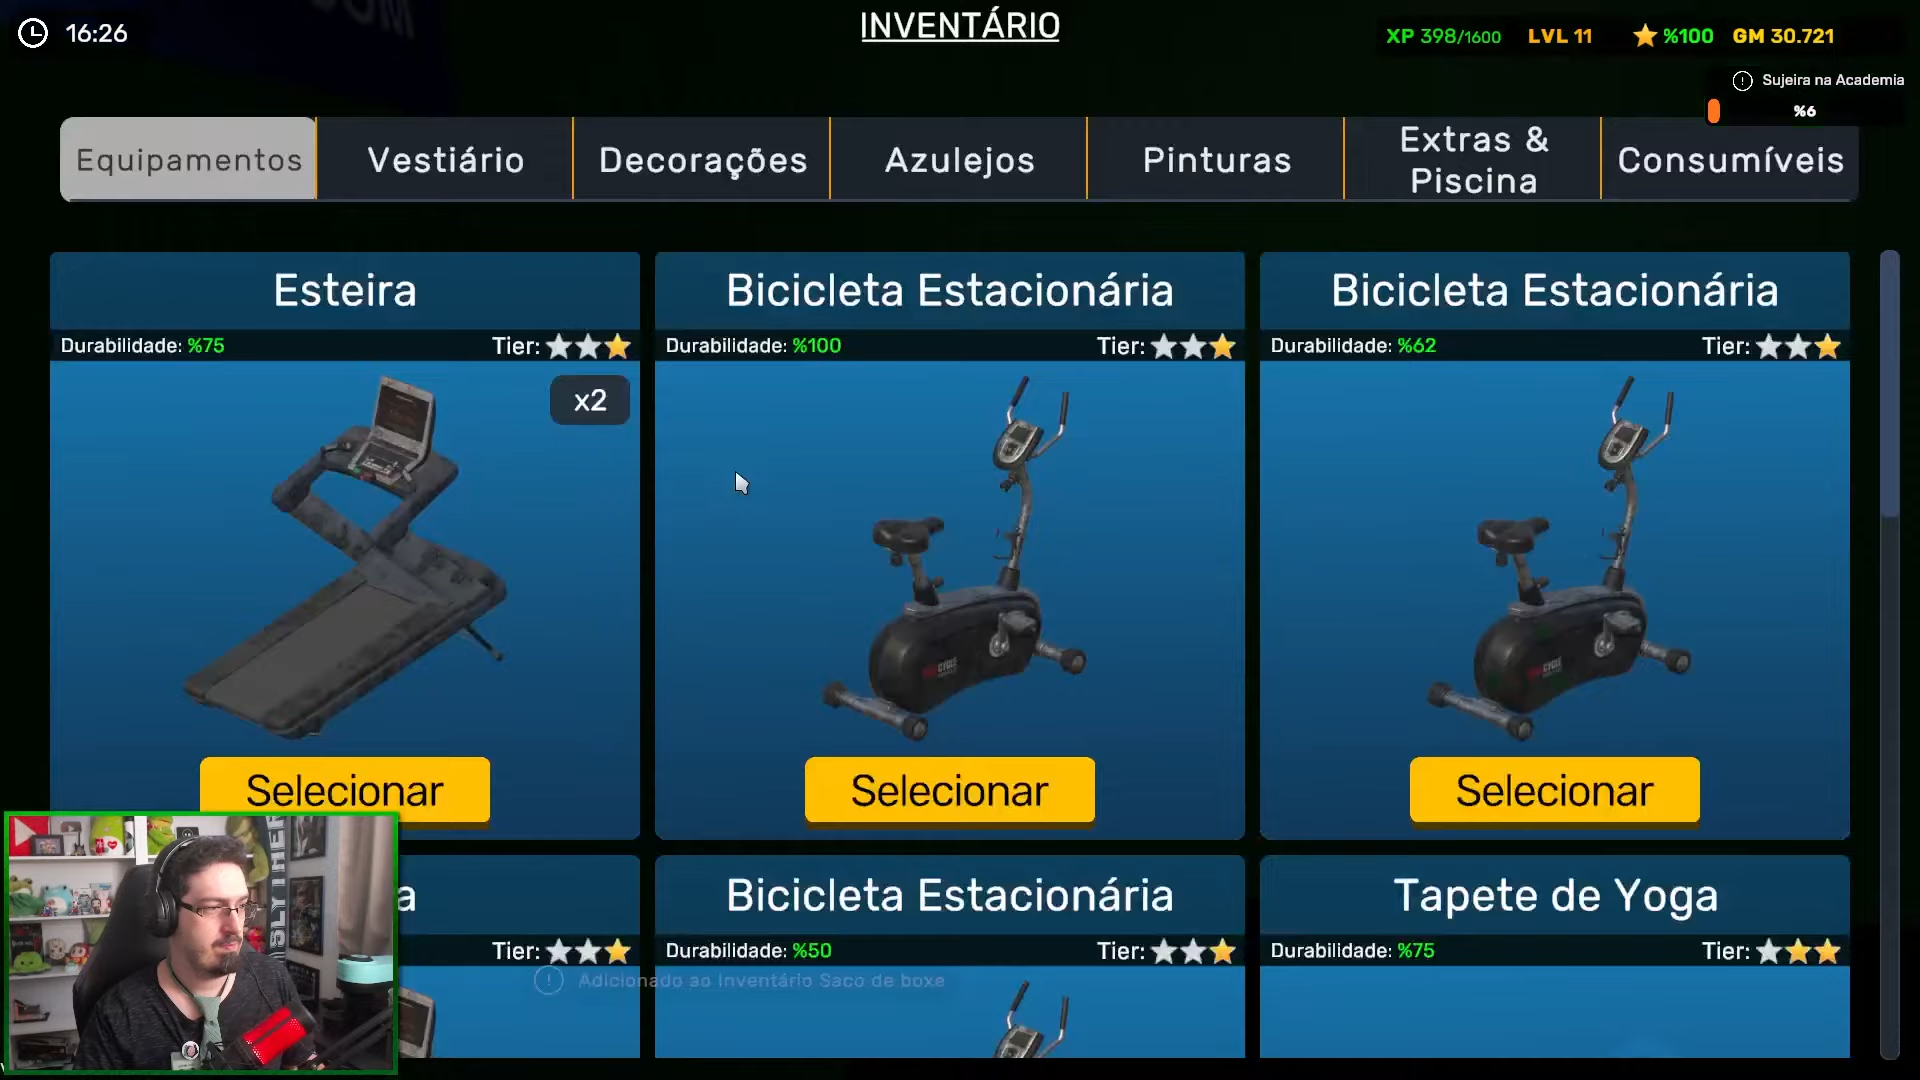 16:26
INVENTÁRIO
XP 398/1600 LVL 11 %100 GM 30.721
Sujeira na Academia
%6
Equipamentos
Vestiário
Decorações
Azulejos
Pinturas
Extras &
Piscina
Consumíveis
Esteira
Durabilidade: %75 Tier:
x2
Selecionar
Bicicleta Estacionária
Durabilidade: %100 Tier:
Selecionar
Bicicleta Estacionária
Durabilidade: %62 Tier:
Selecionar
a
Tier:
Bicicleta Estacionária
Durabilidade: %50 Tier:
Tapete de Yoga
Durabilidade: %75 Tier:
Adicionado ao Inventário Saco de boxe